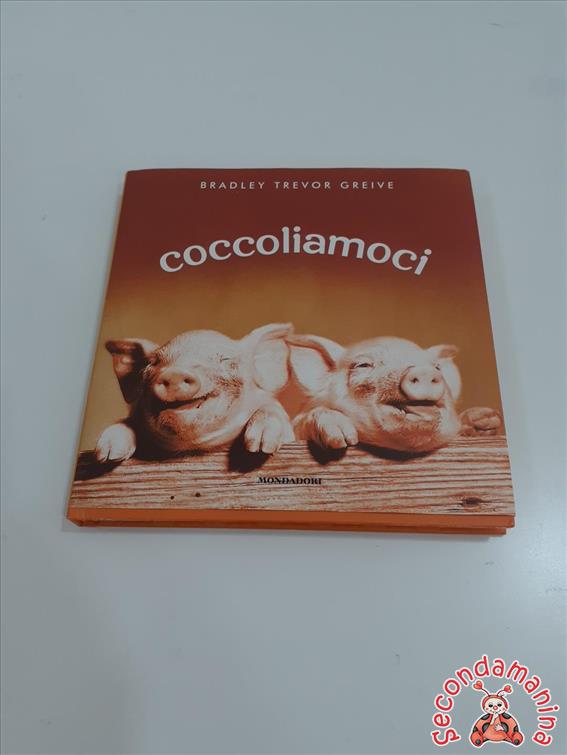 BRADLEY TREVOR GREIVE
coccoliamoci
MONDADORI
Secondamanina